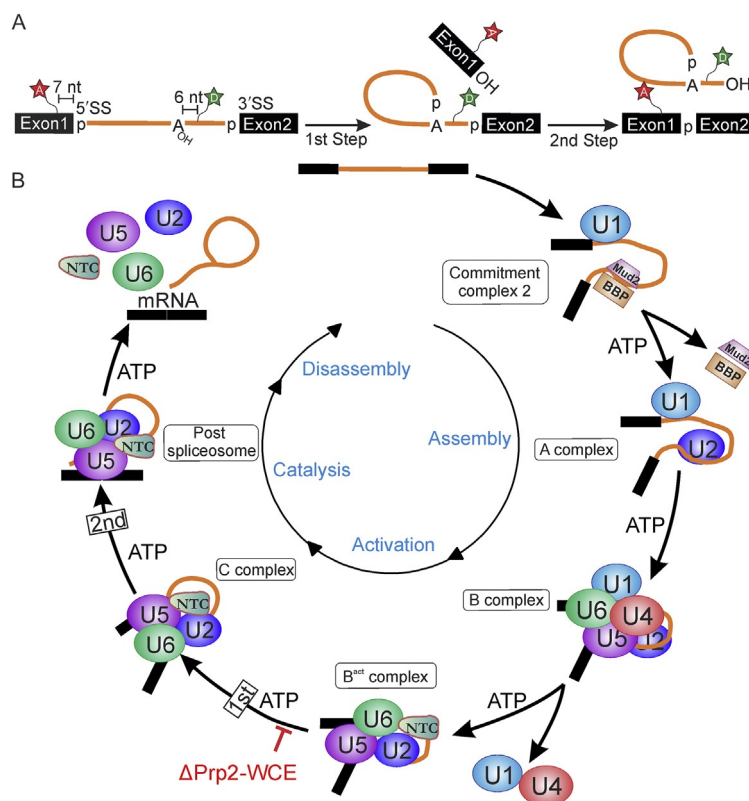 A
A
7 nt
5'SS
Exon1
p
6 nt
D
A
OH
3'SS
p
Exon2
1st Step
Exon1
A
OH
p
A
D
p
Exon2
2nd Step
p
A
D
OH
A
Exon1
p
Exon2
B
U5
U2
NTC
U6
mRNA
U1
Commitment
complex 2
Mud2
BBP
ATP
Mud2
BBP
Disassembly
Assembly
Catalysis
Activation
ATP
U1
U2
A complex
ATP
U6
U2
NTC
U5
Post
spliceosome
2nd
ATP
C complex
U5
NTC
U2
U6
B complex
U1
U6
U4
U5
U2
1st
ATP
Bact complex
ATP
U6
NTC
U5
U2
U1
U4
ΔPrp2-WCE